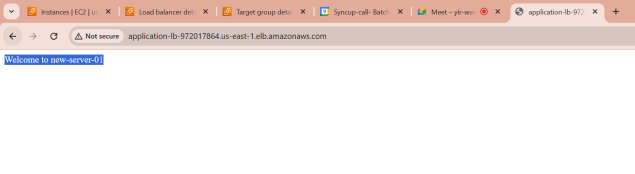 Instances | EC2 | us
Load balancer deta
Target group detai
Syncup-call- Batch
Meet – yir-ws
application-lb-972
Not secure
application-lb-972017864.us-east-1.elb.amazonaws.com
Welcome to new-server-01